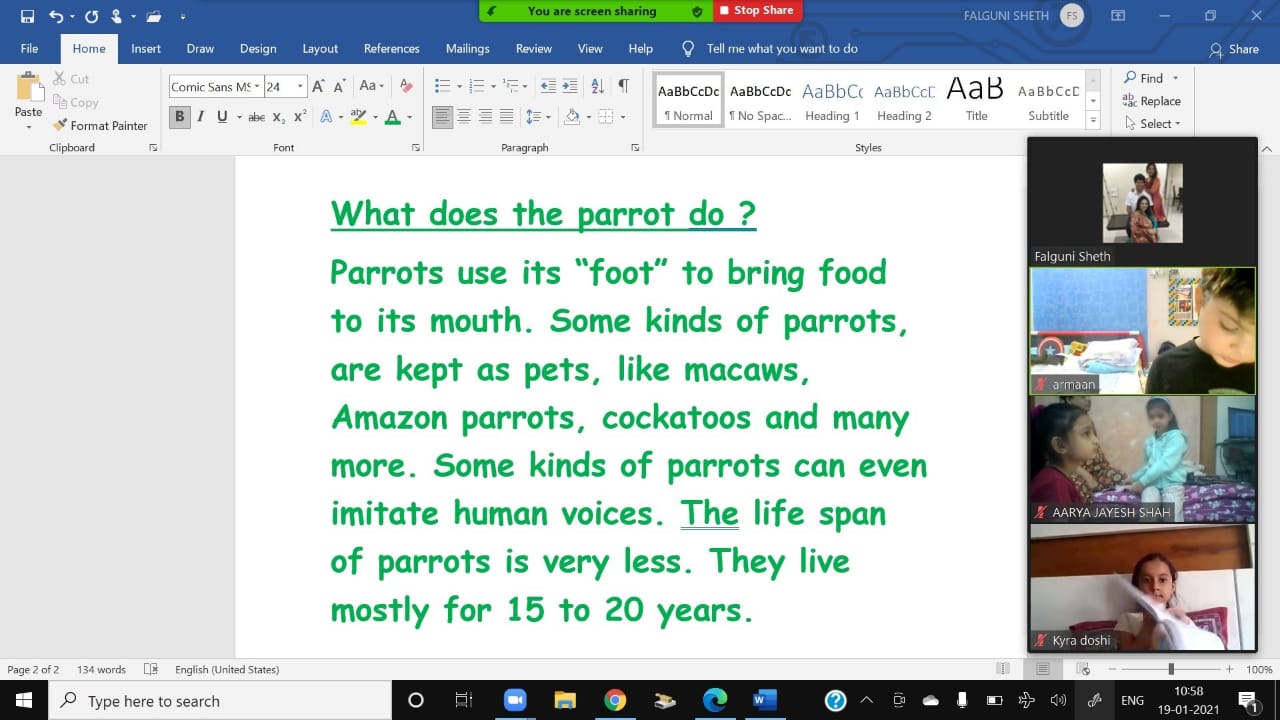 You are screen sharing
Stop Share
FALGUNI SHETH
FS
File Home Insert Draw Design Layout References Mailings Review View Help Tell me what you want to do
Share
Paste
Cut
Copy
Format Painter
Clipboard
Comic Sans MS 24
Font
Paragraph
AaBbCcDc AaBbCcDc AaBbCc AaBbCcC AaB AaBbCcD
¶ Normal ¶ No Spac... Heading 1 Heading 2 Title Subtitle
Styles
Find
Replace
Select
What does the parrot do ?
Parrots use its “foot” to bring food
to its mouth. Some kinds of parrots,
are kept as pets, like macaws,
Amazon parrots, cockatoos and many
more. Some kinds of parrots can even
imitate human voices. The life span
of parrots is very less. They live
mostly for 15 to 20 years.
Falguni Sheth
armaan
AARYA JAYESH SHAH
Kyra doshi
Page 2 of 2 134 words English (United States)
100%
Type here to search
ENG
10:58
19-01-2021
1